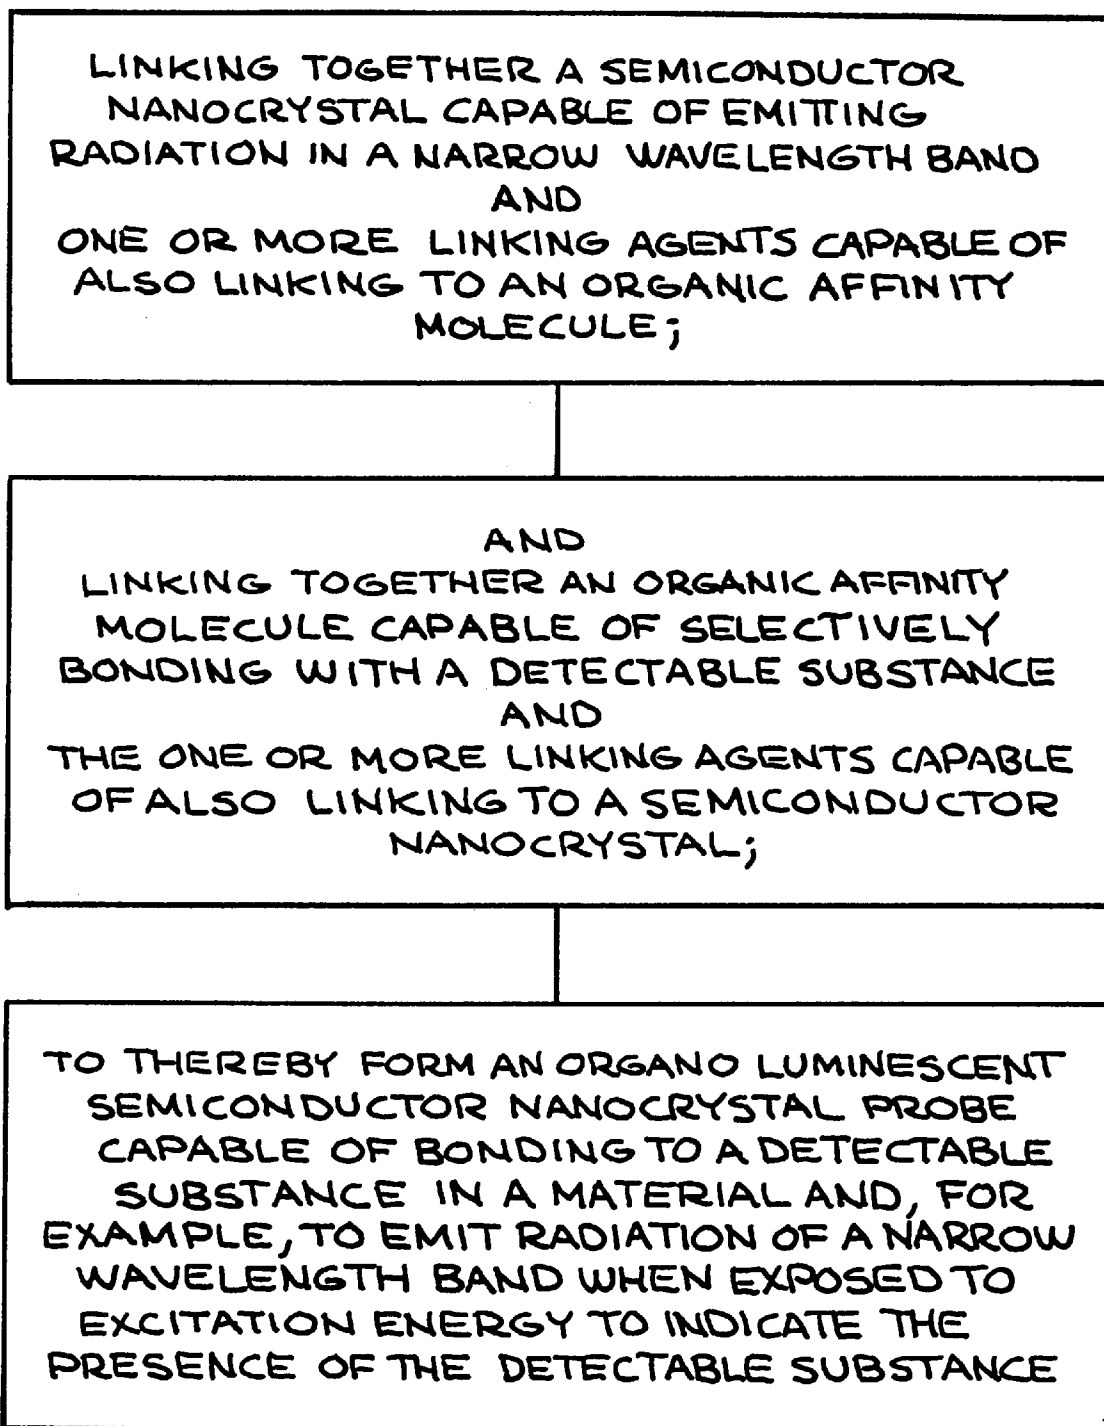 LINKING TOGETHER A SEMICONDUCTOR
NANOCRYSTAL CAPABLE OF EMITTING
RADIATION IN A NARROW WAVELENGTH BAND
AND
ONE OR MORE LINKING AGENTS CAPABLE OF
ALSO LINKING TO AN ORGANIC AFFINITY
MOLECULE;
AND
LINKING TOGETHER AN ORGANIC AFFINITY
MOLECULE CAPABLE OF SELECTIVELY
BONDING WITH A DETECTABLE SUBSTANCE
AND
THE ONE OR MORE LINKING AGENTS CAPABLE
OF ALSO LINKING TO A SEMICONDUCTOR
NANOCRYSTAL;
TO THEREBY FORM AN ORGANO LUMINESCENT
SEMICONDUCTOR NANOCRYSTAL PROBE
CAPABLE OF BONDING TO A DETECTABLE
SUBSTANCE IN A MATERIAL AND, FOR
EXAMPLE, TO EMIT RADIATION OF A NARROW
WAVELENGTH BAND WHEN EXPOSED TO
EXCITATION ENERGY TO INDICATE THE
PRESENCE OF THE DETECTABLE SUBSTANCE